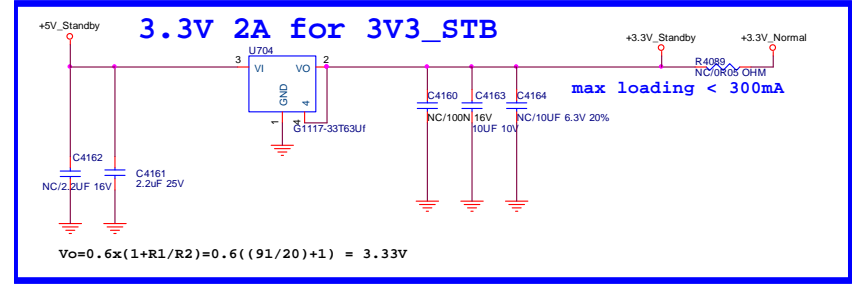 3.3V 2A for 3V3_STB
+5V_Standby
+3.3V_Standby
+3.3V_Normal
U704
3
VI
VO
2
GND
4
1
4
G1117-33T63Uf
R4089
NC/0R05 OHM
max loading < 300mA
C4160
NC/100N 16V
C4163
10UF 10V
C4164
NC/10UF 6.3V 20%
C4162
NC/2.2UF 16V
C4161
2.2uF 25V
Vo=0.6x(1+R1/R2)=0.6((91/20)+1) = 3.33V